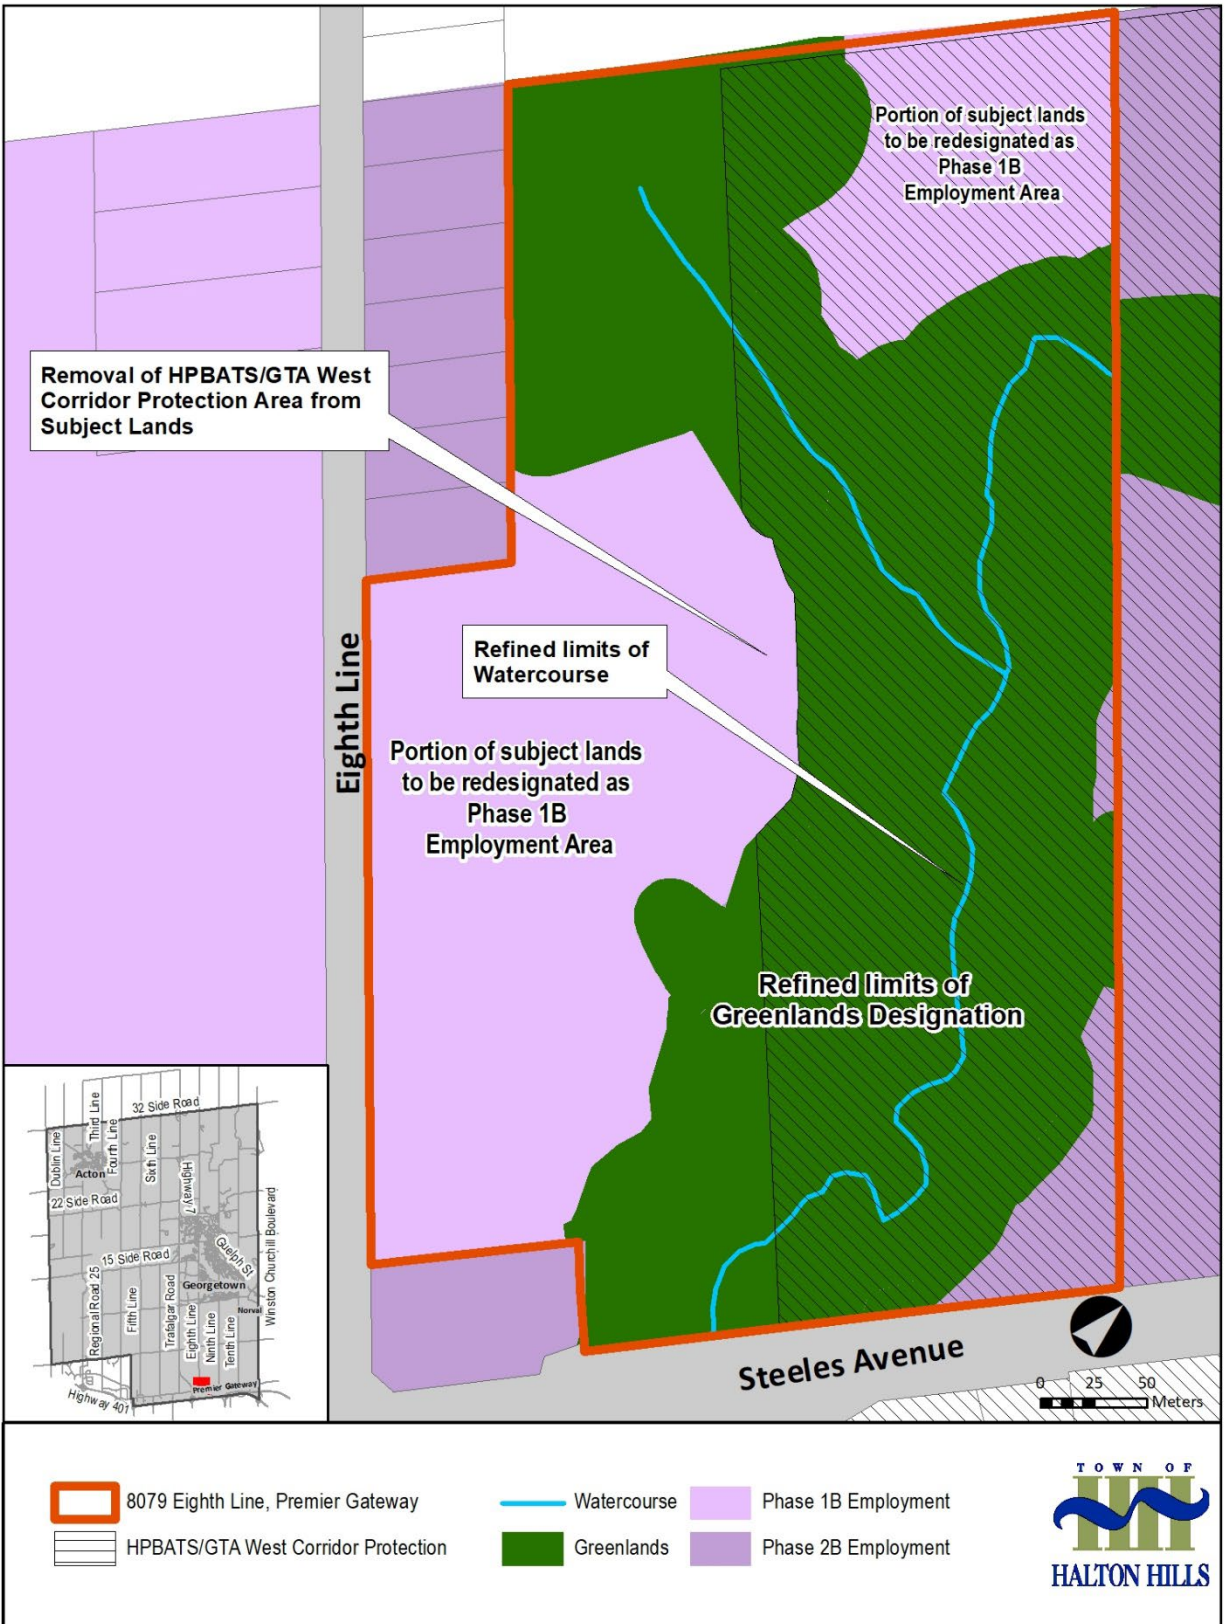 Portion of subject lands
to be redesignated as
Phase 1B
Employment Area
Removal of HPBATS/GTA West
Corridor Protection Area from
Subject Lands
Refined limits of
Watercourse
Eighth Line
Portion of subject lands
to be redesignated as
Phase 1B
Employment Area
Refined limits of
Greenlands Designation
Steeles Avenue
0 25 50
Meters
32 Side Road
Dublin Line
Third Line
Fourth Line
Sixth Line
Highway 7
Acton
22 Side Road
15 Side Road
Guelph St
Georgetown
Norval
Winston Churchill Boulevard
Regional Road 25
Fifth Line
Trafalgar Road
Eighth Line
Ninth Line
Tenth Line
Premier Gateway
Highway 401
8079 Eighth Line, Premier Gateway
HPBATS/GTA West Corridor Protection
Watercourse
Greenlands
Phase 1B Employment
Phase 2B Employment
TOWN OF
HALTON HILLS